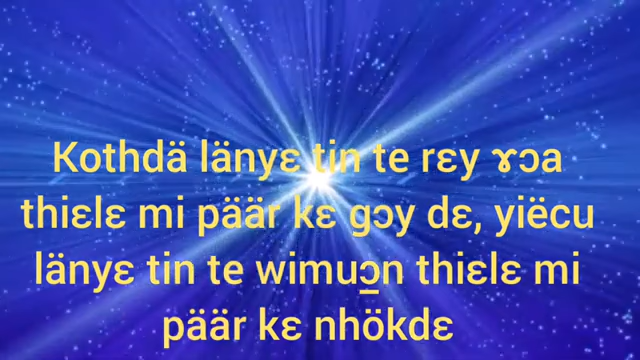 Kothdä länyɛ tin te rɛy ɤɔa
thiɛlɛ mi päär kɛ gɔy dɛ, yiëcu
länyɛ tin te wimuɔ̱n thiɛlɛ mi
päär kɛ nhökdɛ